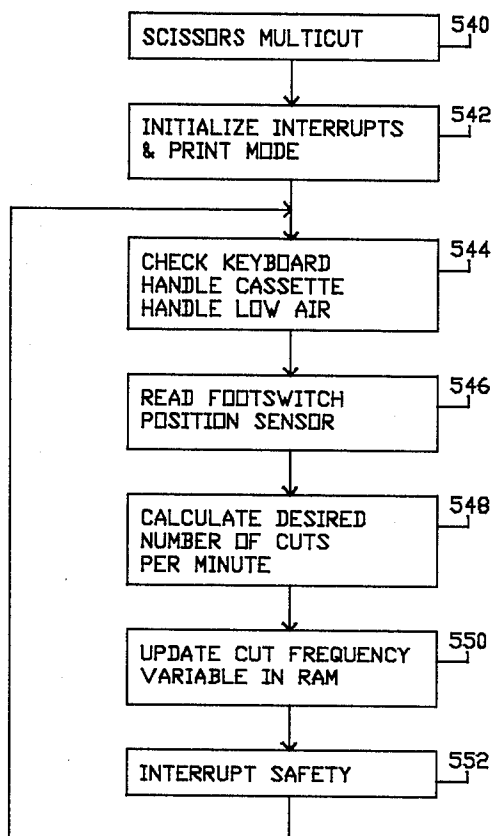 SCISSORS MULTICUT
540
INITIALIZE INTERRUPTS
& PRINT MODE
542
CHECK KEYBOARD
HANDLE CASSETTE
HANDLE LOW AIR
544
READ FOOTSWITCH
POSITION SENSOR
546
CALCULATE DESIRED
NUMBER OF CUTS
PER MINUTE
548
UPDATE CUT FREQUENCY
VARIABLE IN RAM
550
INTERRUPT SAFETY
552